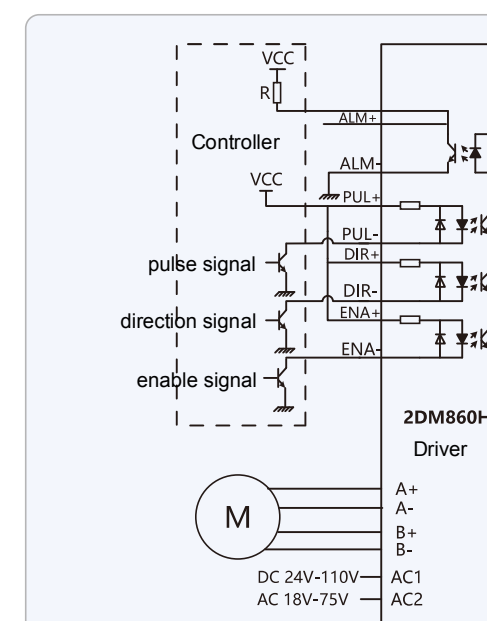 VCC
R
ALM+
Controller
ALM-
VCC
PUL+
PUL-
pulse signal
DIR+
DIR-
direction signal
ENA+
ENA-
enable signal
2DM860H
Driver
M
A+
A-
B+
B-
DC 24V-110V
AC1
AC 18V-75V
AC2